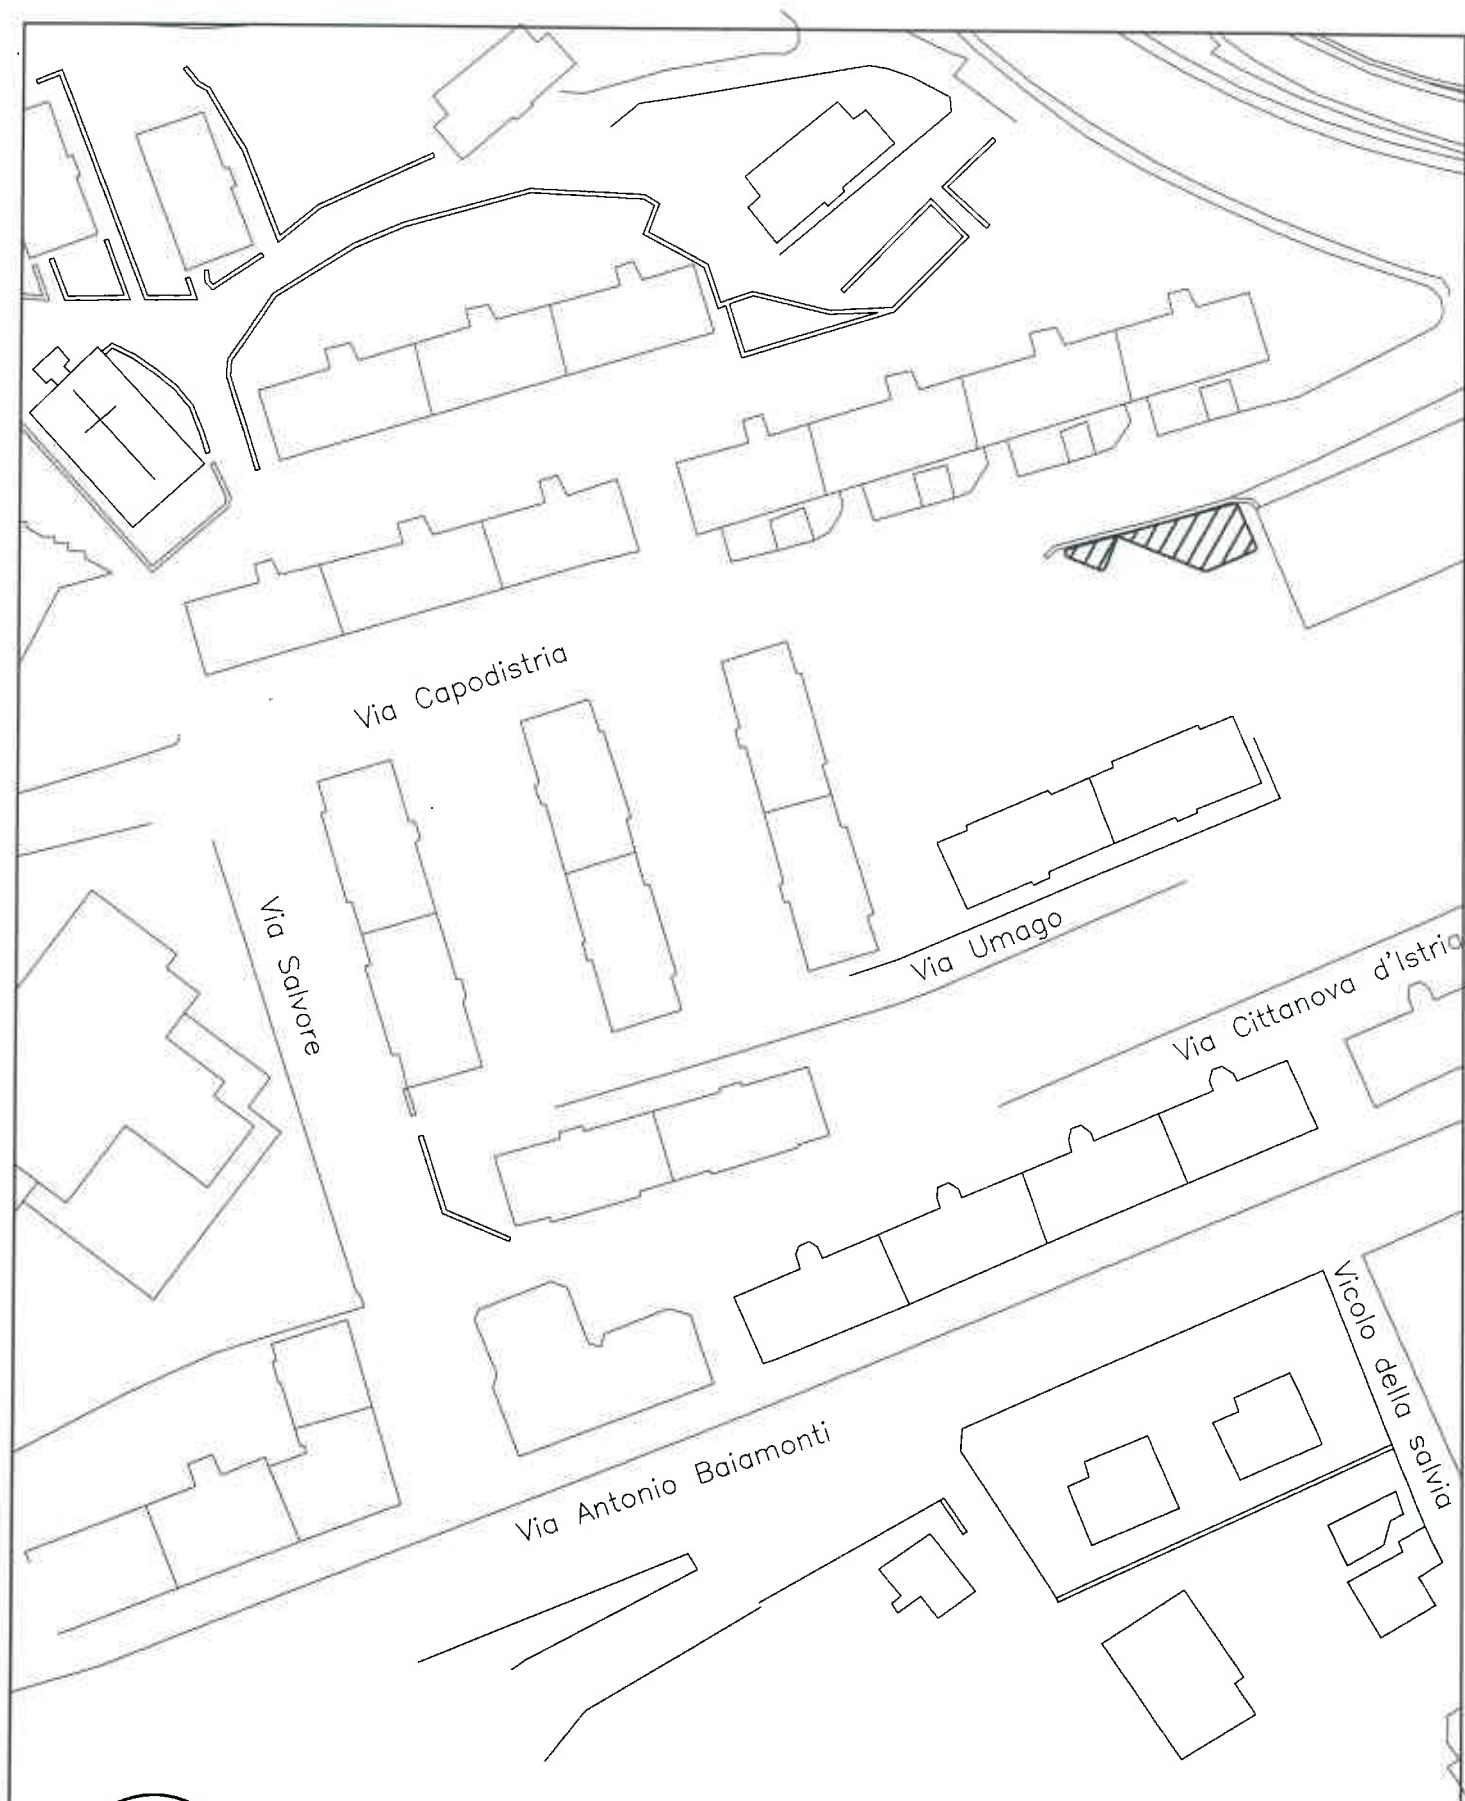 Via Capodistria
Via Salvore
Via Umago
Via Cittanova d'Istria
Via Antonio Baiamonti
Vicolo della salvia